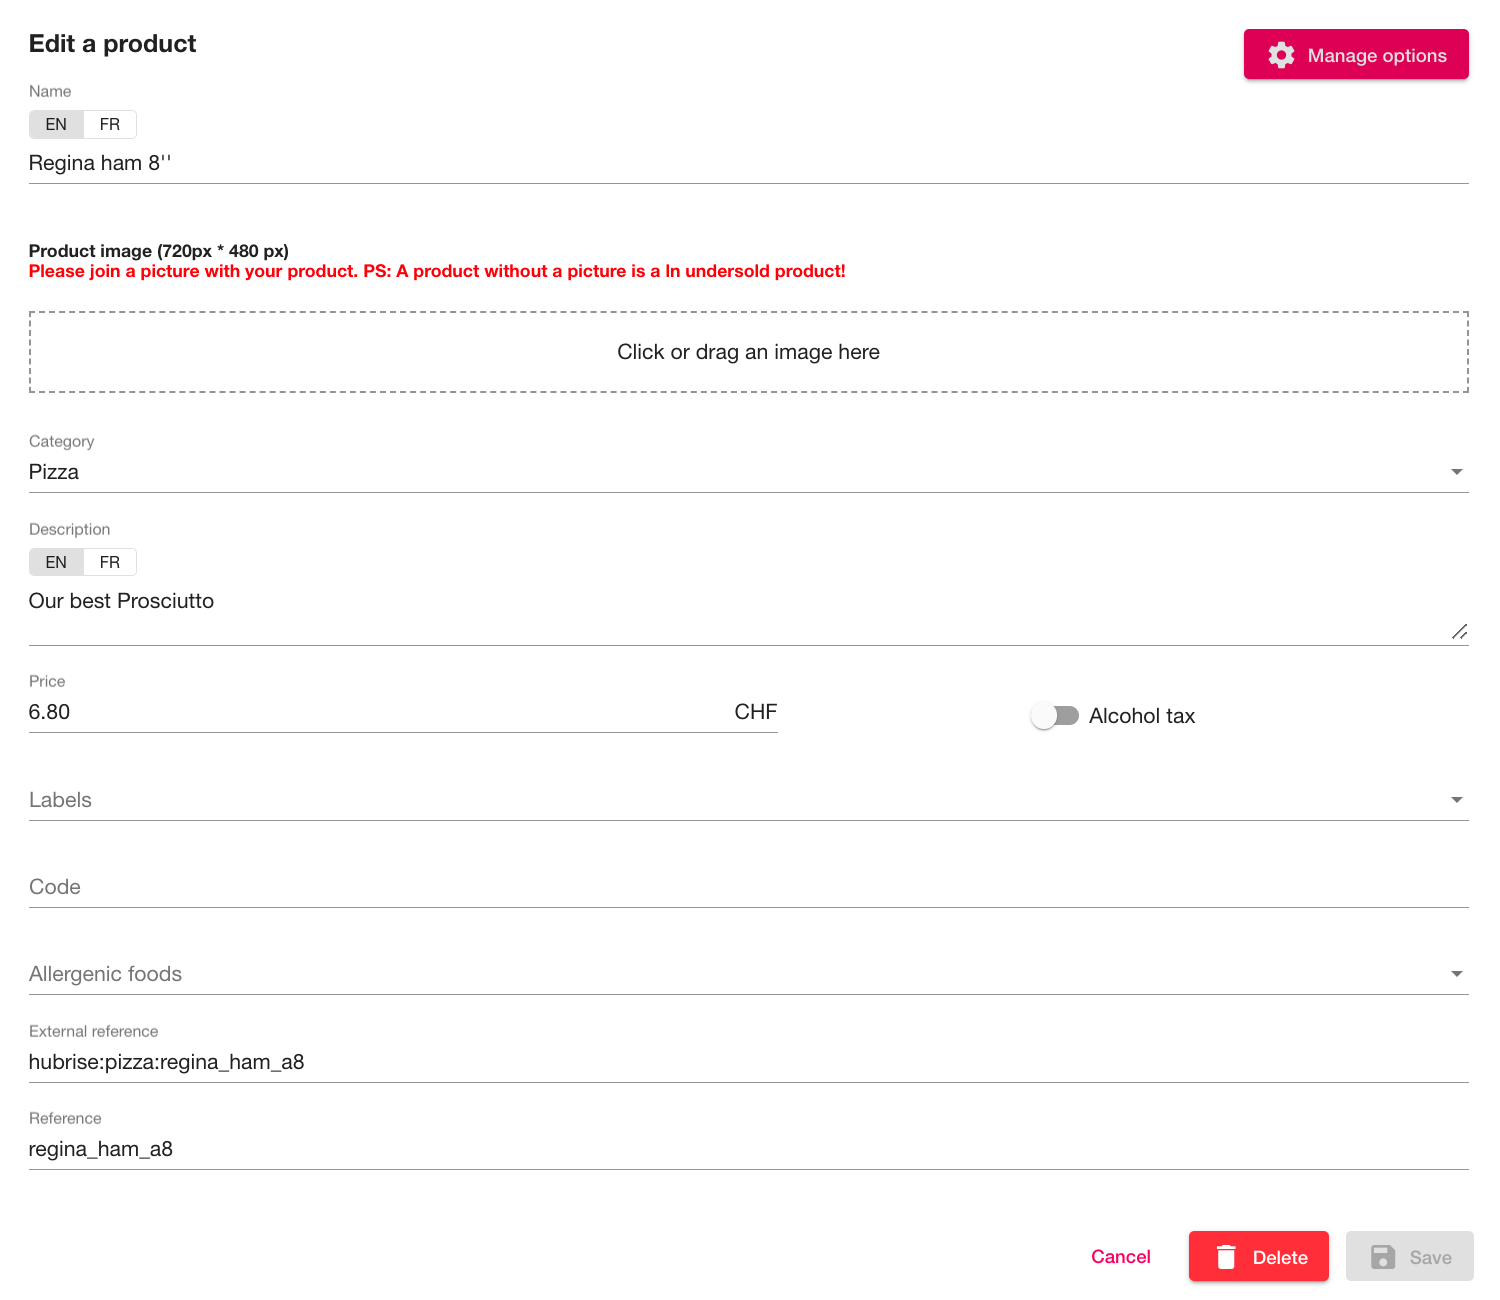 Edit a product
Manage options
Name
EN FR
Regina ham 8''
Product image (720px * 480 px)
Please join a picture with your product. PS: A product without a picture is a ln undersold product!
Click or drag an image here
Category
Pizza
Description
EN FR
Our best Prosciutto
Price
6.80 CHF
Alcohol tax
Labels
Code
Allergenic foods
External reference
hubrise:pizza:regina_ham_a8
Reference
regina_ham_a8
Cancel
Delete
Save